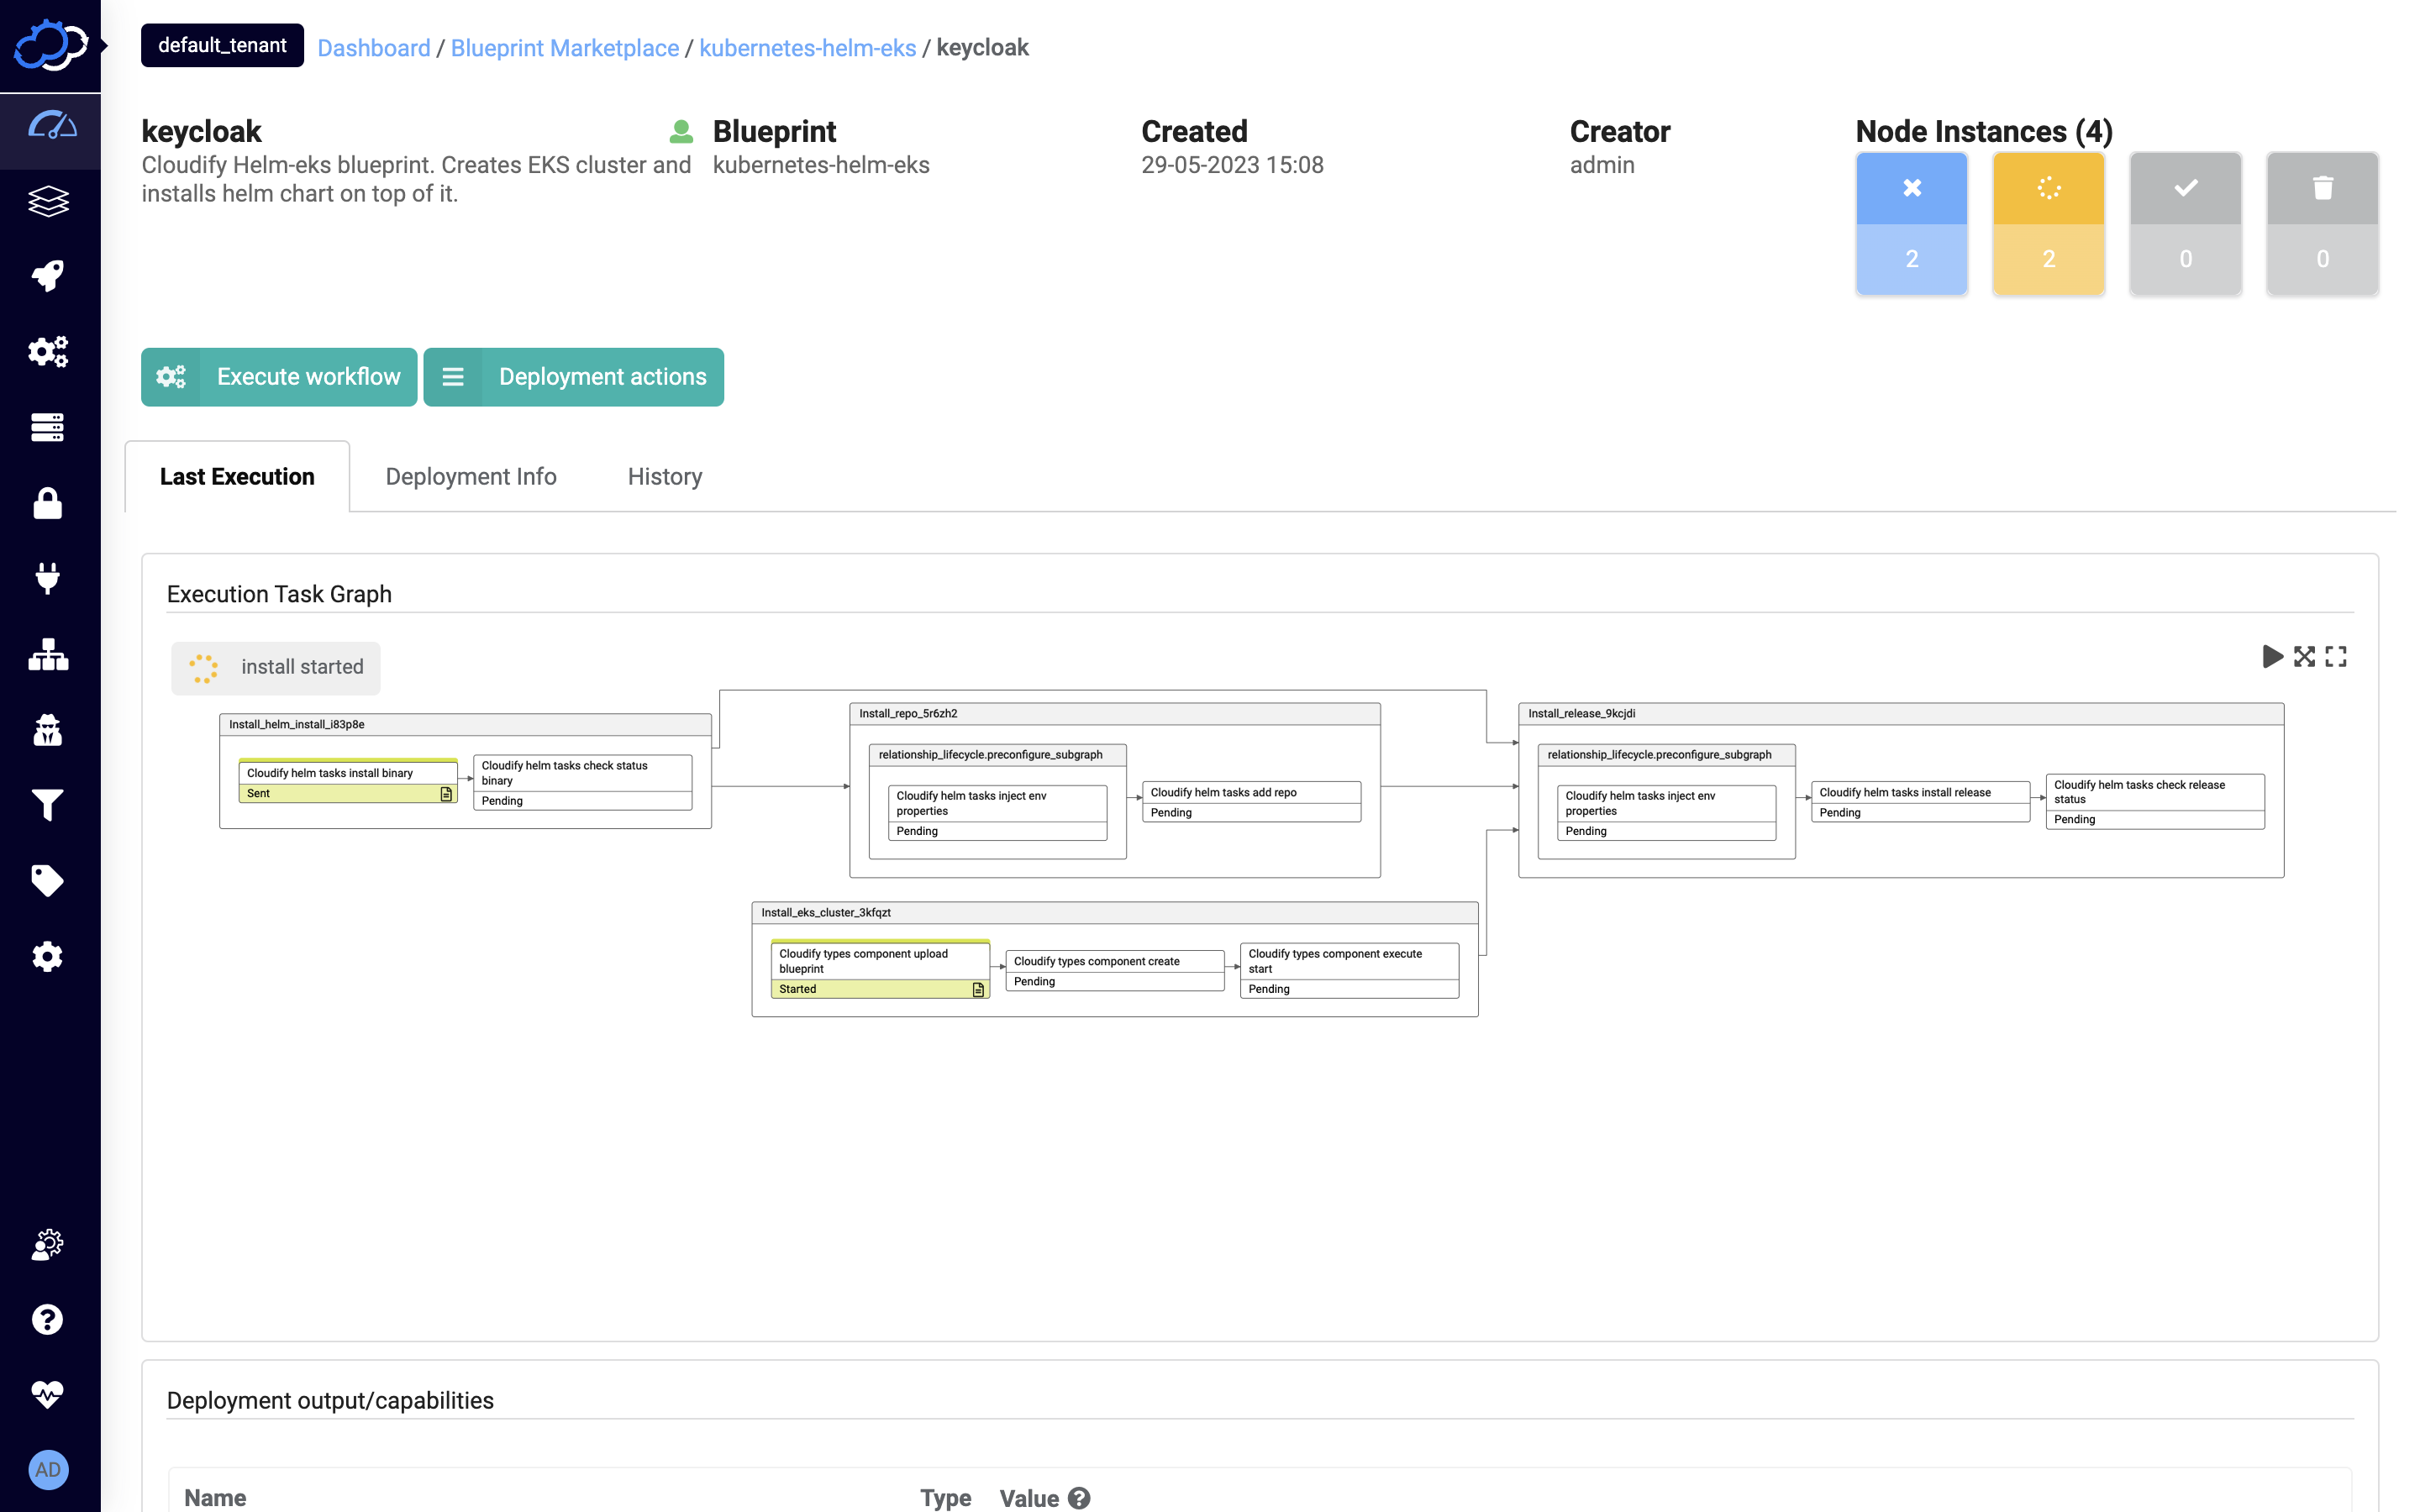 default_tenant
Dashboard / Blueprint Marketplace / kubernetes-helm-eks / keycloak
keycloak
Cloudify Helm-eks blueprint. Creates EKS cluster and
installs helm chart on top of it.
Blueprint
kubernetes-helm-eks
Created
29-05-2023 15:08
Creator
admin
Node Instances (4)
2
2
0
0
Execute workflow
Deployment actions
Last Execution
Deployment Info
History
Execution Task Graph
install started
Install_helm_install_i83p8e
Cloudify helm tasks install binary
Sent
Cloudify helm tasks check status
binary
Pending
Install_repo_5r6zh2
relationship_lifecycle.preconfigure_subgraph
Cloudify helm tasks inject env
properties
Pending
Cloudify helm tasks add repo
Pending
Install_release_9kcjdi
relationship_lifecycle.preconfigure_subgraph
Cloudify helm tasks inject env
properties
Pending
Cloudify helm tasks install release
Pending
Cloudify helm tasks check release
status
Pending
Install_eks_cluster_3kfqzt
Cloudify types component upload
blueprint
Started
Cloudify types component create
Pending
Cloudify types component execute
start
Pending
Deployment output/capabilities
Name
Type
Value
AD